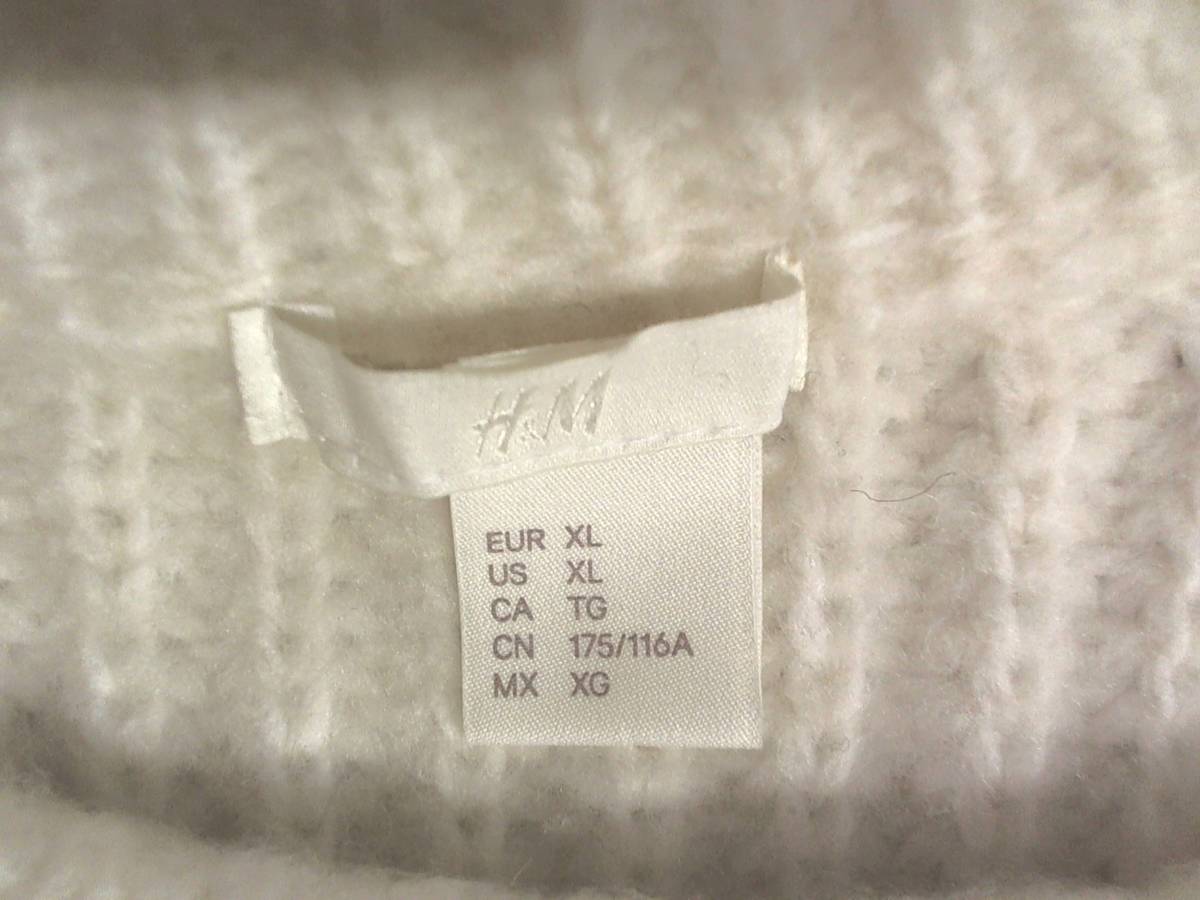 H&M
EUR XL
US XL
CA TG
CN 175/116A
MX XG